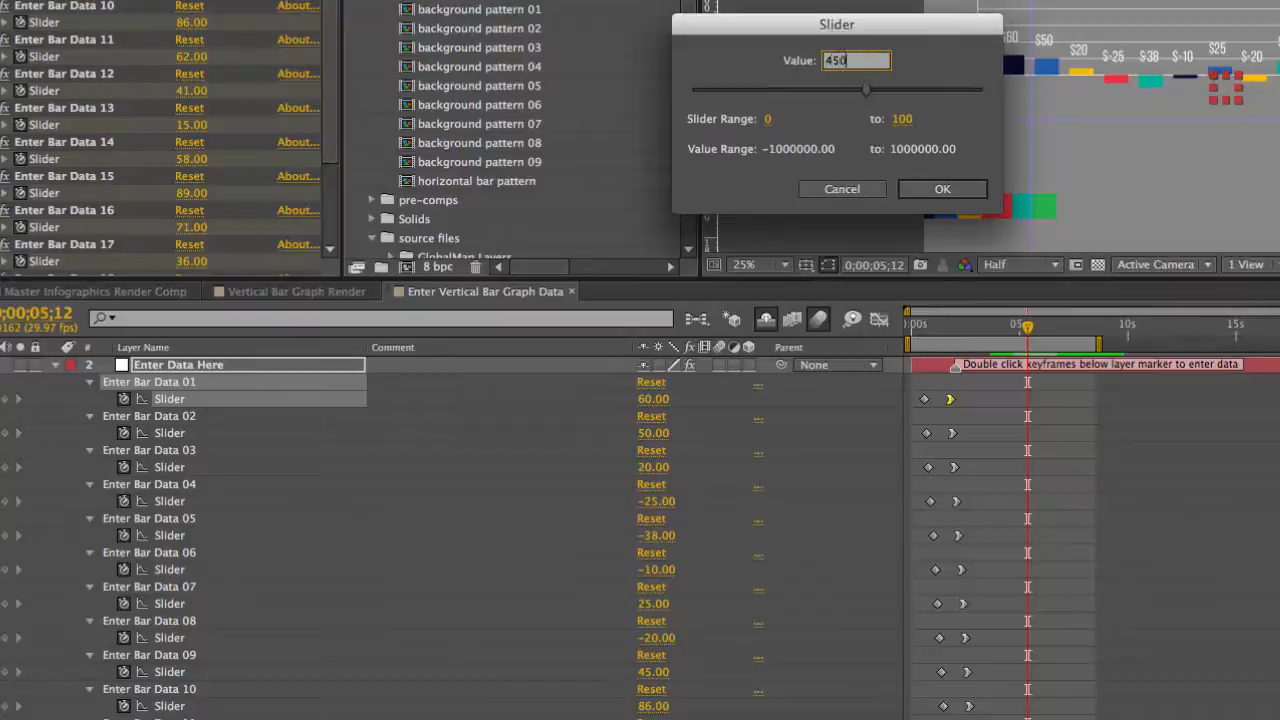 Enter Bar Data 10 About...
Slider 86.00
Enter Bar Data 11 About...
Slider 62.00
Enter Bar Data 12 About...
Slider 41.00
Enter Bar Data 13 About...
Slider 15.00
Enter Bar Data 14 About...
Slider 58.00
Enter Bar Data 15 About...
Slider 89.00
Enter Bar Data 16 About...
Slider 71.00
Enter Bar Data 17 About...
Slider 36.00
background pattern 01
background pattern 02
background pattern 03
background pattern 04
background pattern 05
background pattern 06
background pattern 07
background pattern 08
background pattern 09
horizontal bar pattern
pre-comps
Solids
source files
GlobalMap Layers
8 bpc
Slider
Value: 450
Slider Range: 0 to: 100
Value Range: -1000000.00 to: 1000000.00
Cancel OK
$50 $20 $-25 $-38 $-10 $25 $-20
25% 0;00;05;12 Half Active Camera 1 View
Master Infographics Render Comp Vertical Bar Graph Render Enter Vertical Bar Graph Data ×
0;00;05;12
(29.97 fps)
:00s 05s 10s 15s
# Layer Name Comment Parent
2 Enter Data Here None Double click keyframes below layer marker to enter data
Enter Bar Data 01 Reset ...
Slider 60.00
Enter Bar Data 02 Reset ...
Slider 50.00
Enter Bar Data 03 Reset ...
Slider 20.00
Enter Bar Data 04 Reset ...
Slider -25.00
Enter Bar Data 05 Reset ...
Slider -38.00
Enter Bar Data 06 Reset ...
Slider -10.00
Enter Bar Data 07 Reset ...
Slider 25.00
Enter Bar Data 08 Reset ...
Slider -20.00
Enter Bar Data 09 Reset ...
Slider 45.00
Enter Bar Data 10 Reset ...
Slider 86.00